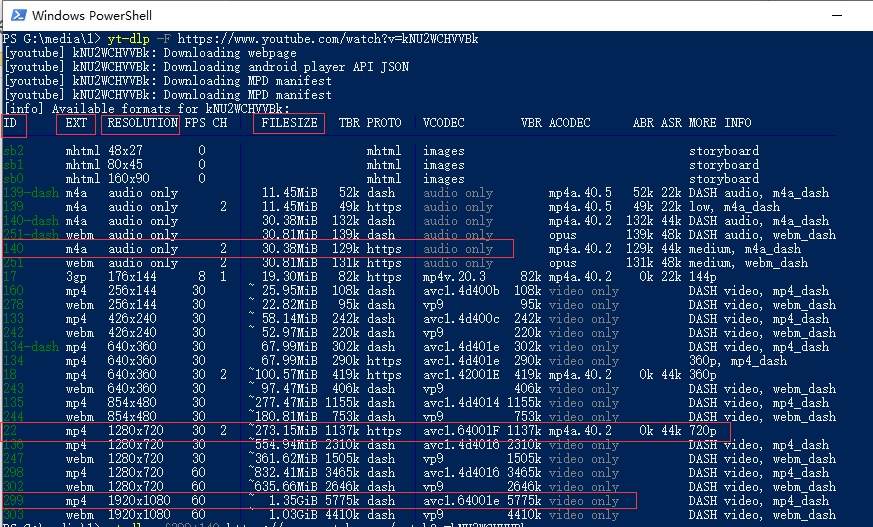 Windows PowerShell
PS G:\media\1> yt-dlp -F https://www.youtube.com/watch?v=kNU2WCHVVBk
[youtube] kNU2WCHVVBk: Downloading webpage
[youtube] kNU2WCHVVBk: Downloading android player API JSON
[youtube] kNU2WCHVVBk: Downloading MPD manifest
[youtube] kNU2WCHVVBk: Downloading MPD manifest
[info] Available formats for kNU2WCHVVBk:
ID EXT RESOLUTION FPS CH FILESIZE TBR PROTO VCODEC VBR ACODEC ABR ASR MORE INFO
sb2 mhtml 48x27 0 mhtml images storyboard
sb1 mhtml 80x45 0 mhtml images storyboard
sb0 mhtml 160x90 0 mhtml images storyboard
139-dash m4a audio only 11.45MiB 52k dash audio only mp4a.40.5 52k 22k DASH audio, m4a_dash
139 m4a audio only 2 11.45MiB 49k https audio only mp4a.40.5 49k 22k low, m4a_dash
140-dash m4a audio only 30.38MiB 132k dash audio only mp4a.40.2 132k 44k DASH audio, m4a_dash
251-dash webm audio only 30.81MiB 139k dash audio only opus 139k 48k DASH audio, webm_dash
140 m4a audio only 2 30.38MiB 129k https audio only mp4a.40.2 129k 44k medium, m4a_dash
251 webm audio only 2 30.81MiB 131k https audio only opus 131k 48k medium, webm_dash
17 3gp 176x144 8 1 19.30MiB 82k https mp4v.20.3 82k mp4a.40.2 0k 22k 144p
160 mp4 256x144 30 ~ 25.95MiB 108k dash avc1.4d400b 108k video only DASH video, mp4_dash
278 webm 256x144 30 ~ 22.82MiB 95k dash vp9 95k video only DASH video, webm_dash
133 mp4 426x240 30 ~ 58.14MiB 242k dash avc1.4d400c 242k video only DASH video, mp4_dash
242 webm 426x240 30 ~ 52.97MiB 220k dash vp9 220k video only DASH video, webm_dash
134-dash mp4 640x360 30 67.99MiB 302k dash avc1.4d401e 302k video only DASH video, mp4_dash
134 mp4 640x360 30 67.99MiB 290k https avc1.4d401e 290k video only 360p, mp4_dash
18 mp4 640x360 30 2 ~100.57MiB 419k https avc1.42001E 419k mp4a.40.2 0k 44k 360p
243 webm 640x360 30 ~ 97.47MiB 406k dash vp9 406k video only DASH video, webm_dash
135 mp4 854x480 30 ~277.47MiB 1155k dash avc1.4d4014 1155k video only DASH video, mp4_dash
244 webm 854x480 30 ~180.81MiB 753k dash vp9 753k video only DASH video, webm_dash
22 mp4 1280x720 30 2 ~273.15MiB 1137k https avc1.64001F 1137k mp4a.40.2 0k 44k 720p
136 mp4 1280x720 30 ~554.94MiB 2310k dash avc1.4d4016 2310k video only DASH video, mp4_dash
247 webm 1280x720 30 ~361.62MiB 1505k dash vp9 1505k video only DASH video, webm_dash
298 mp4 1280x720 60 ~832.41MiB 3465k dash avc1.4d4016 3465k video only DASH video, mp4_dash
302 webm 1280x720 60 ~635.66MiB 2646k dash vp9 2646k video only DASH video, webm_dash
299 mp4 1920x1080 60 ~ 1.35GiB 5775k dash avc1.64001e 5775k video only DASH video, mp4_dash
303 webm 1920x1080 60 ~ 1.03GiB 4410k dash vp9 4410k video only DASH video, webm_dash